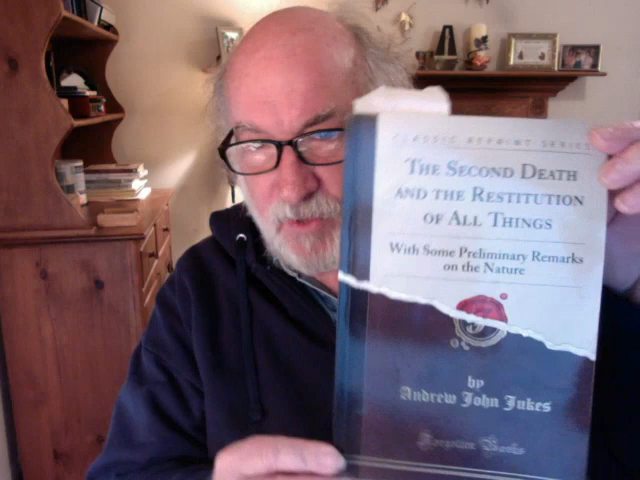 CLASSIC REPRINT SERIES
THE SECOND DEATH
AND THE RESTITUTION
OF ALL THINGS
With Some Preliminary Remarks
on the Nature
by
Andrew John Jukes
Forgotten Books